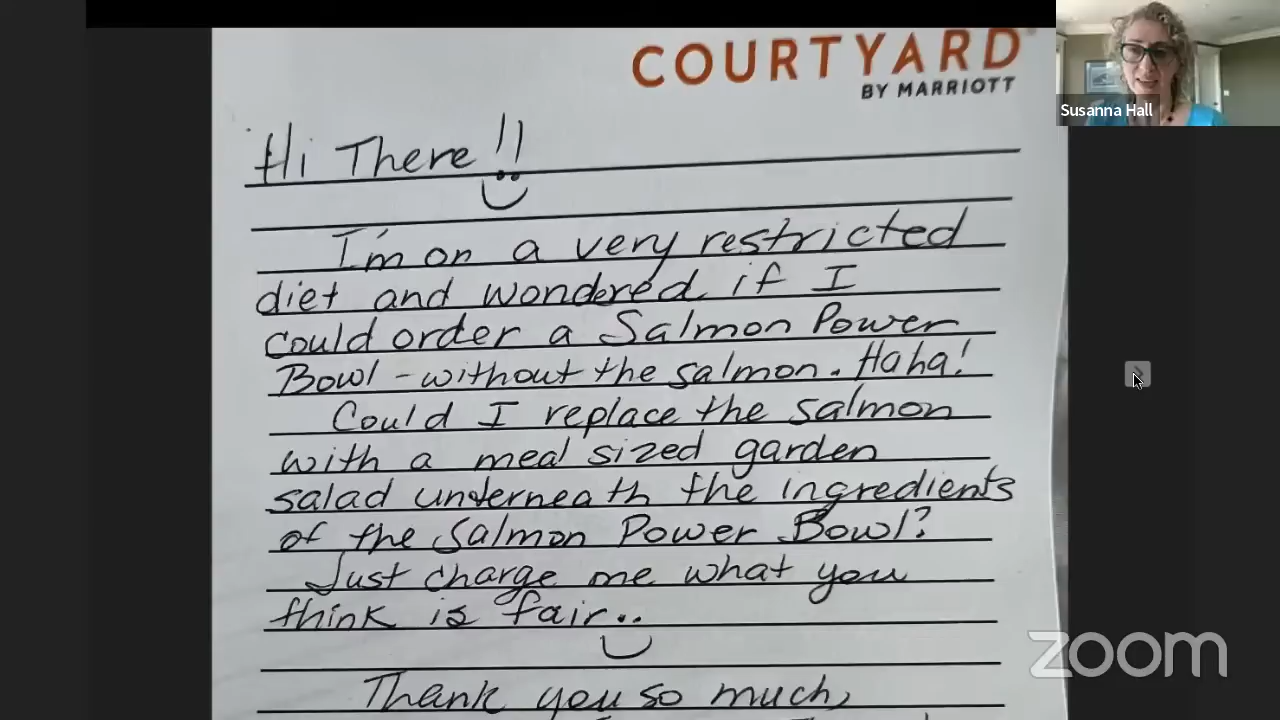 COURTYARD
BY MARRIOTT
Susanna Hall
Hi There!!
I'm on a very restricted
diet and wondered if I
could order a Salmon Power
Bowl - without the salmon. Haha!
Could I replace the salmon
with a meal sized garden
salad underneath the ingredients
of the Salmon Power Bowl?
Just charge me what you
think is fair..
Thank you so much,
zoom